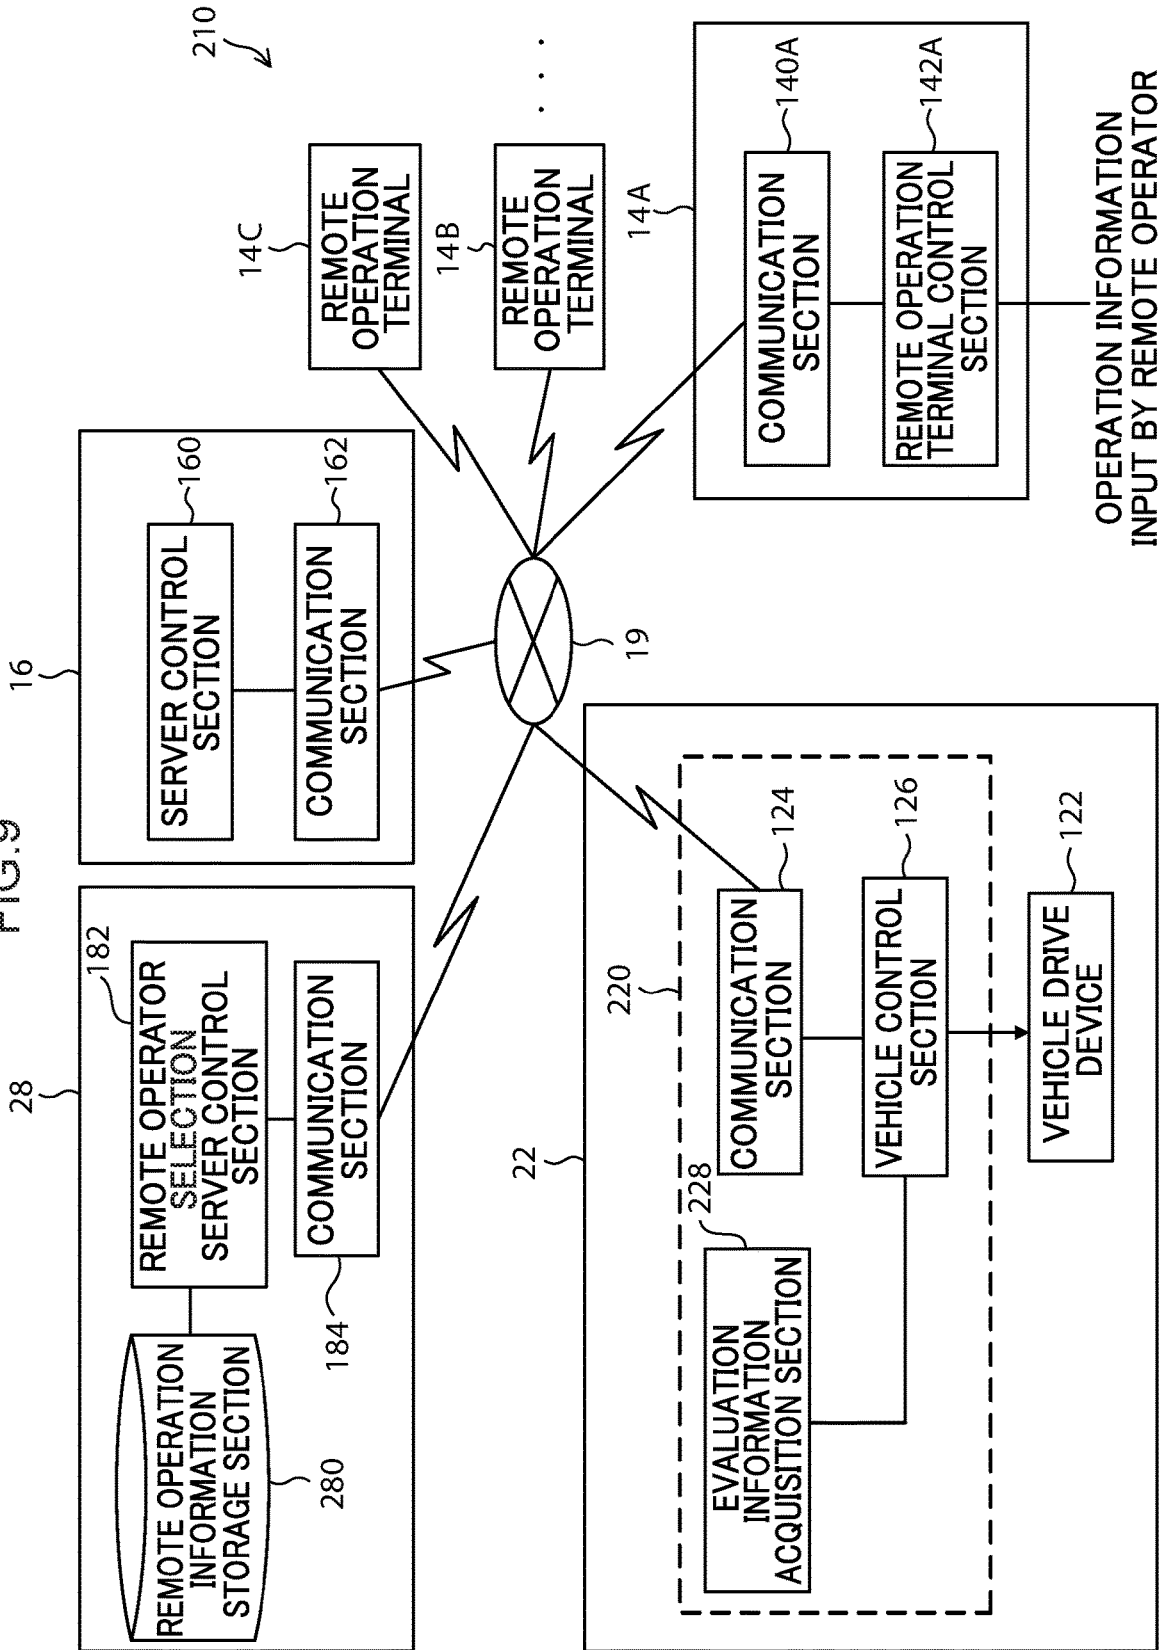 FIG.9
210
28
REMOTE OPERATION
INFORMATION
STORAGE SECTION
280
182
REMOTE OPERATOR
SELECTION
SERVER CONTROL
SECTION
184
COMMUNICATION
SECTION
16
SERVER CONTROL
SECTION
160
COMMUNICATION
SECTION
162
14C
REMOTE
OPERATION
TERMINAL
14B
REMOTE
OPERATION
TERMINAL
. . .
19
22
220
228
EVALUATION
INFORMATION
ACQUISITION SECTION
COMMUNICATION
SECTION
124
VEHICLE CONTROL
SECTION
126
VEHICLE DRIVE
DEVICE
122
14A
COMMUNICATION
SECTION
140A
REMOTE OPERATION
TERMINAL CONTROL
SECTION
142A
OPERATION INFORMATION
INPUT BY REMOTE OPERATOR